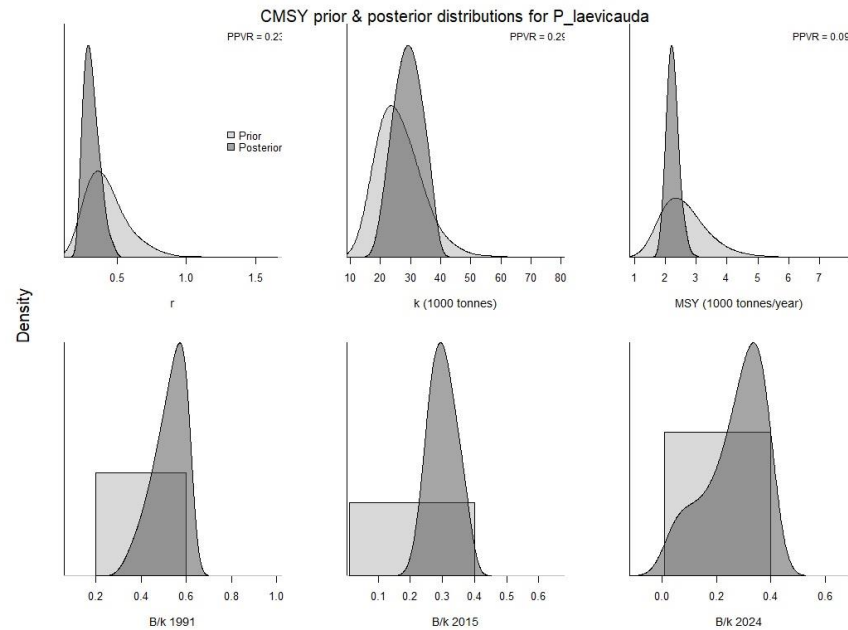 CMSY prior & posterior distributions for P_laevicauda
PPVR = 0.23
PPVR = 0.29
PPVR = 0.09
Prior
Posterior
0.5 1.0 1.5
r
10 20 30 40 50 60 70 80
k (1000 tonnes)
1 2 3 4 5 6 7
MSY (1000 tonnes/year)
Density
0.2 0.4 0.6 0.8 1.0
B/k 1991
0.1 0.2 0.3 0.4 0.5 0.6
B/k 2015
0.0 0.2 0.4 0.6
B/k 2024